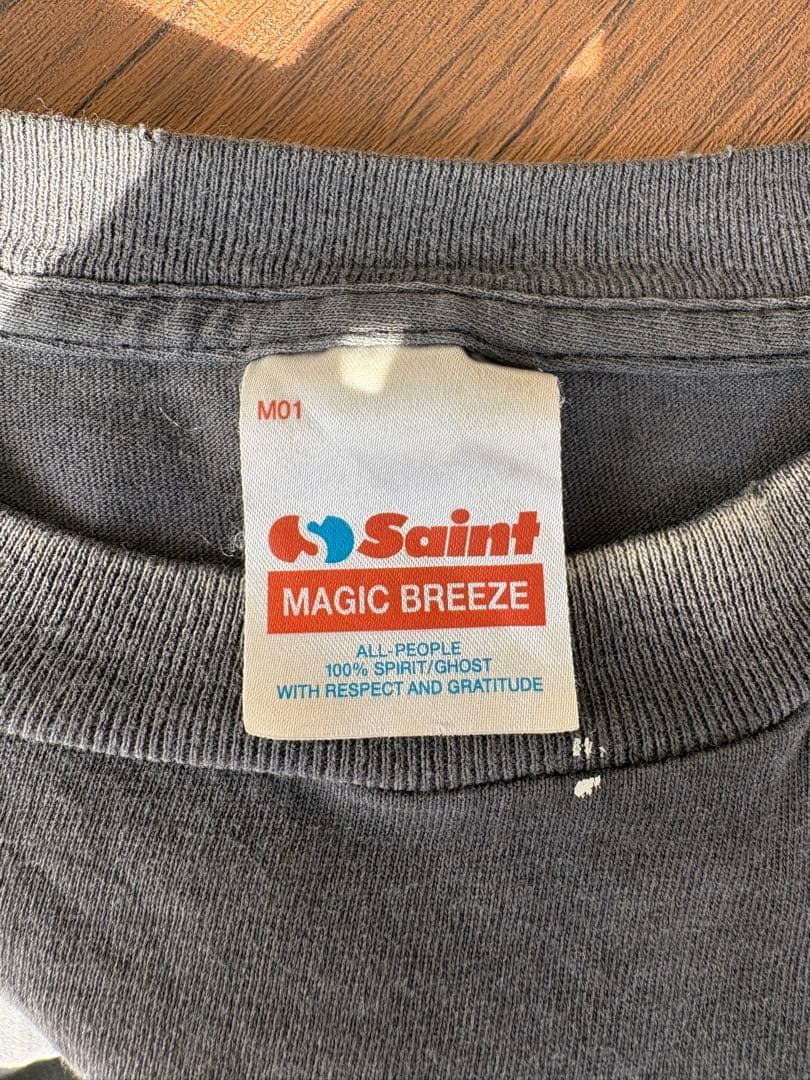 M01
Saint
MAGIC BREEZE
ALL-PEOPLE
100% SPIRIT/GHOST
WITH RESPECT AND GRATITUDE